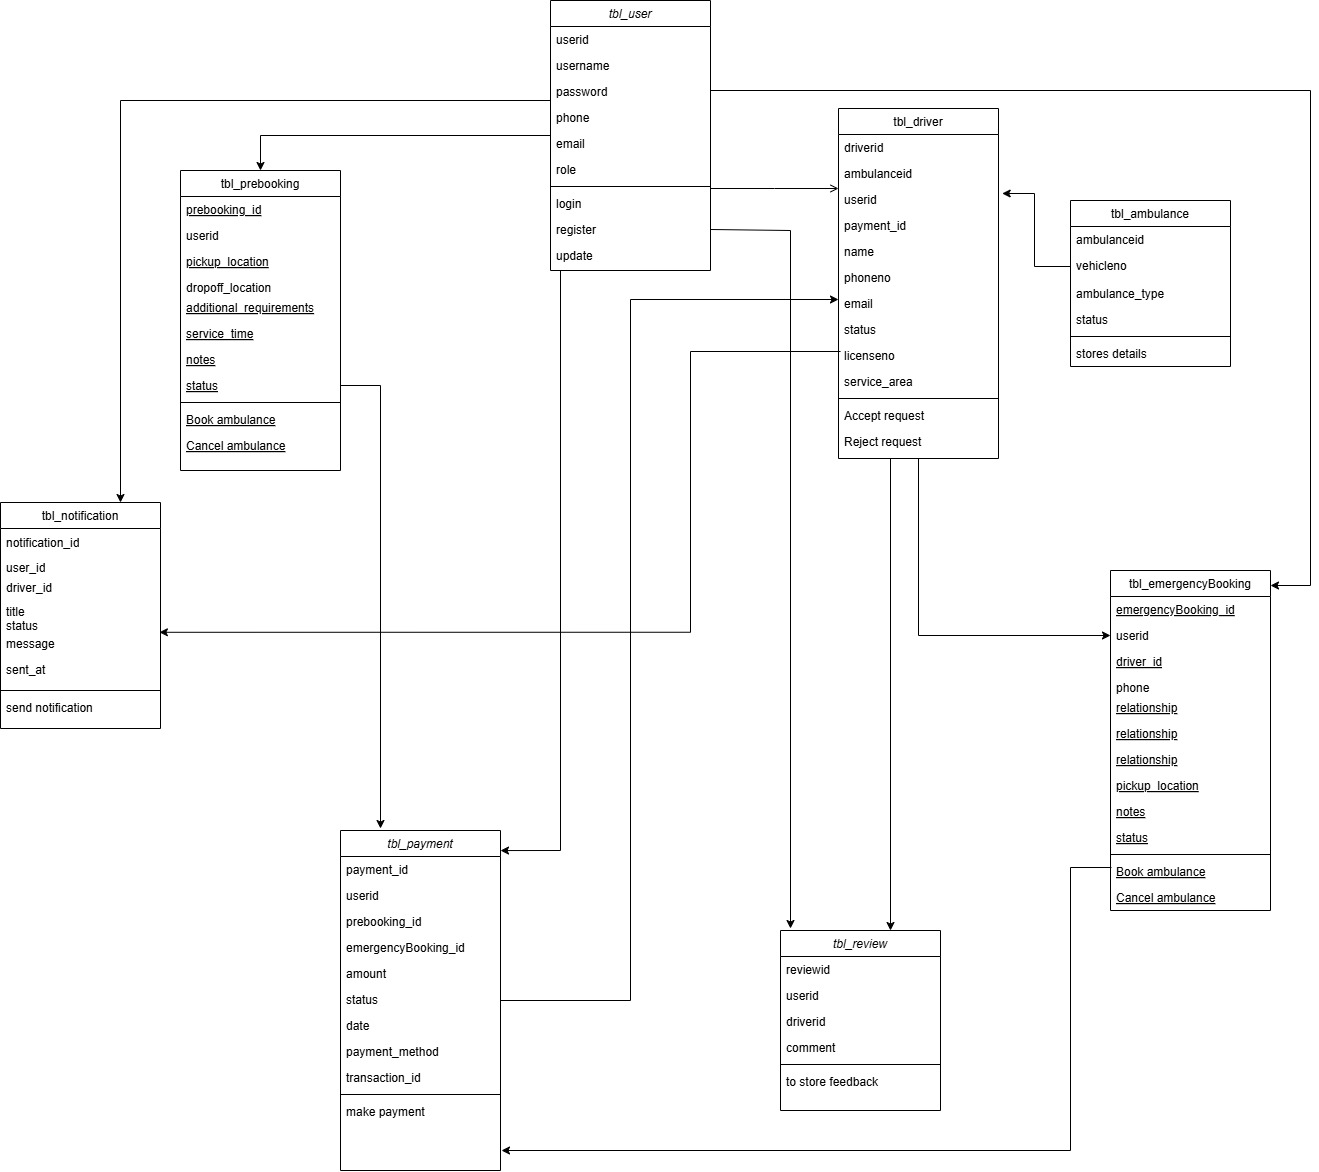 tbl_user
userid
username
password
phone
email
role
login
register
update
tbl_driver
driverid
ambulanceid
userid
payment_id
name
phoneno
email
status
licenseno
service_area
Accept request
Reject request
tbl_ambulance
ambulanceid
vehicleno
ambulance_type
status
stores details
tbl_prebooking
prebooking_id
userid
pickup_location
dropoff_location
additional_requirements
service_time
notes
status
Book ambulance
Cancel ambulance
tbl_notification
notification_id
user_id
driver_id
title
status
message
sent_at
send notification
tbl_emergencyBooking
emergencyBooking_id
userid
driver_id
phone
relationship
relationship
relationship
pickup_location
notes
status
Book ambulance
Cancel ambulance
tbl_payment
payment_id
userid
prebooking_id
emergencyBooking_id
amount
status
date
payment_method
transaction_id
make payment
tbl_review
reviewid
userid
driverid
comment
to store feedback